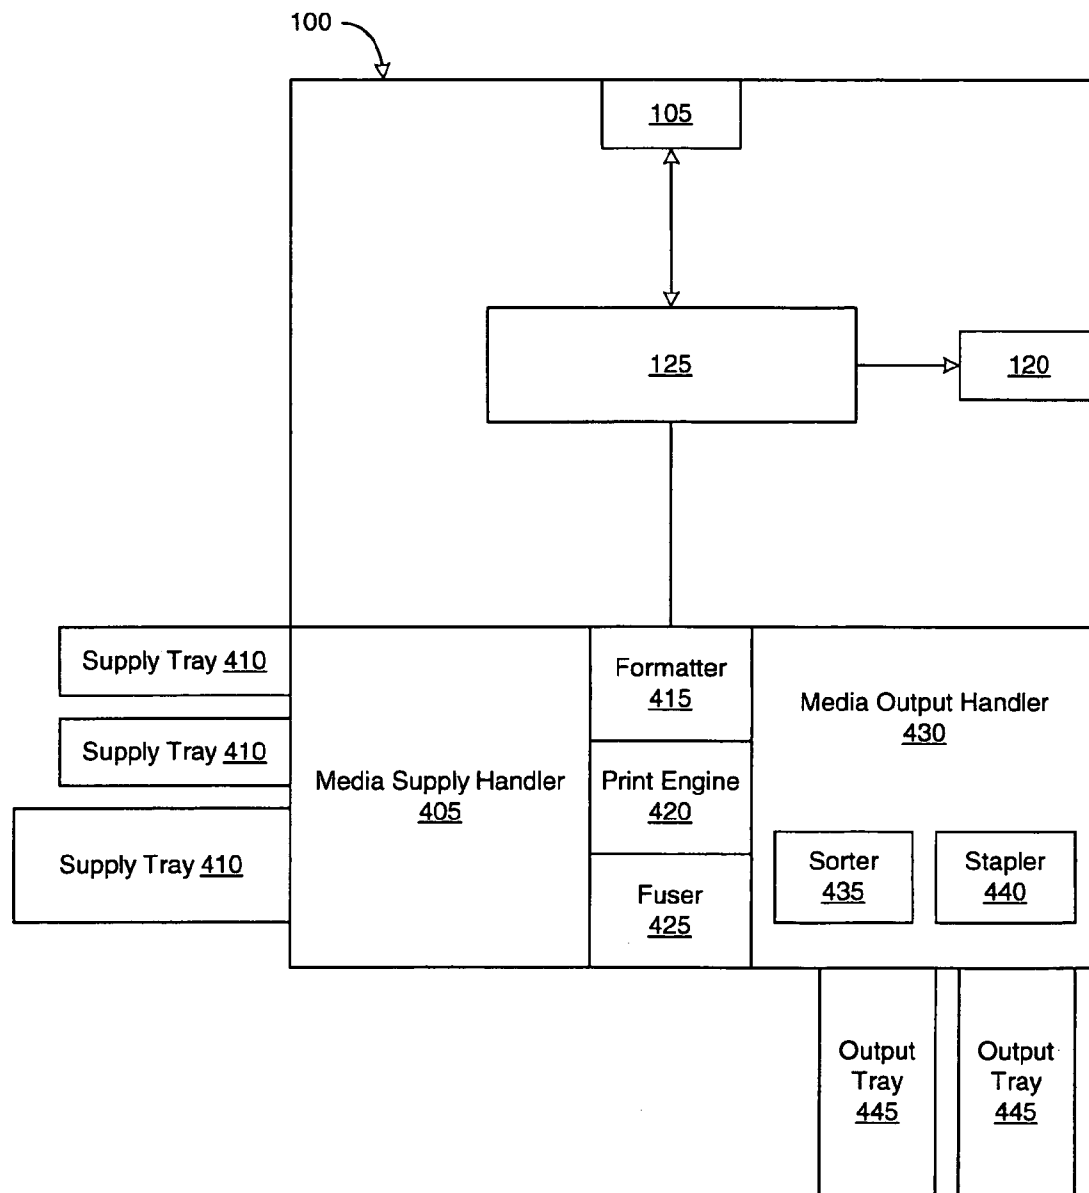 100
105
125
120
Supply Tray 410
Supply Tray 410
Supply Tray 410
Media Supply Handler
405
Formatter
415
Print Engine
420
Fuser
425
Media Output Handler
430
Sorter
435
Stapler
440
Output
Tray
445
Output
Tray
445